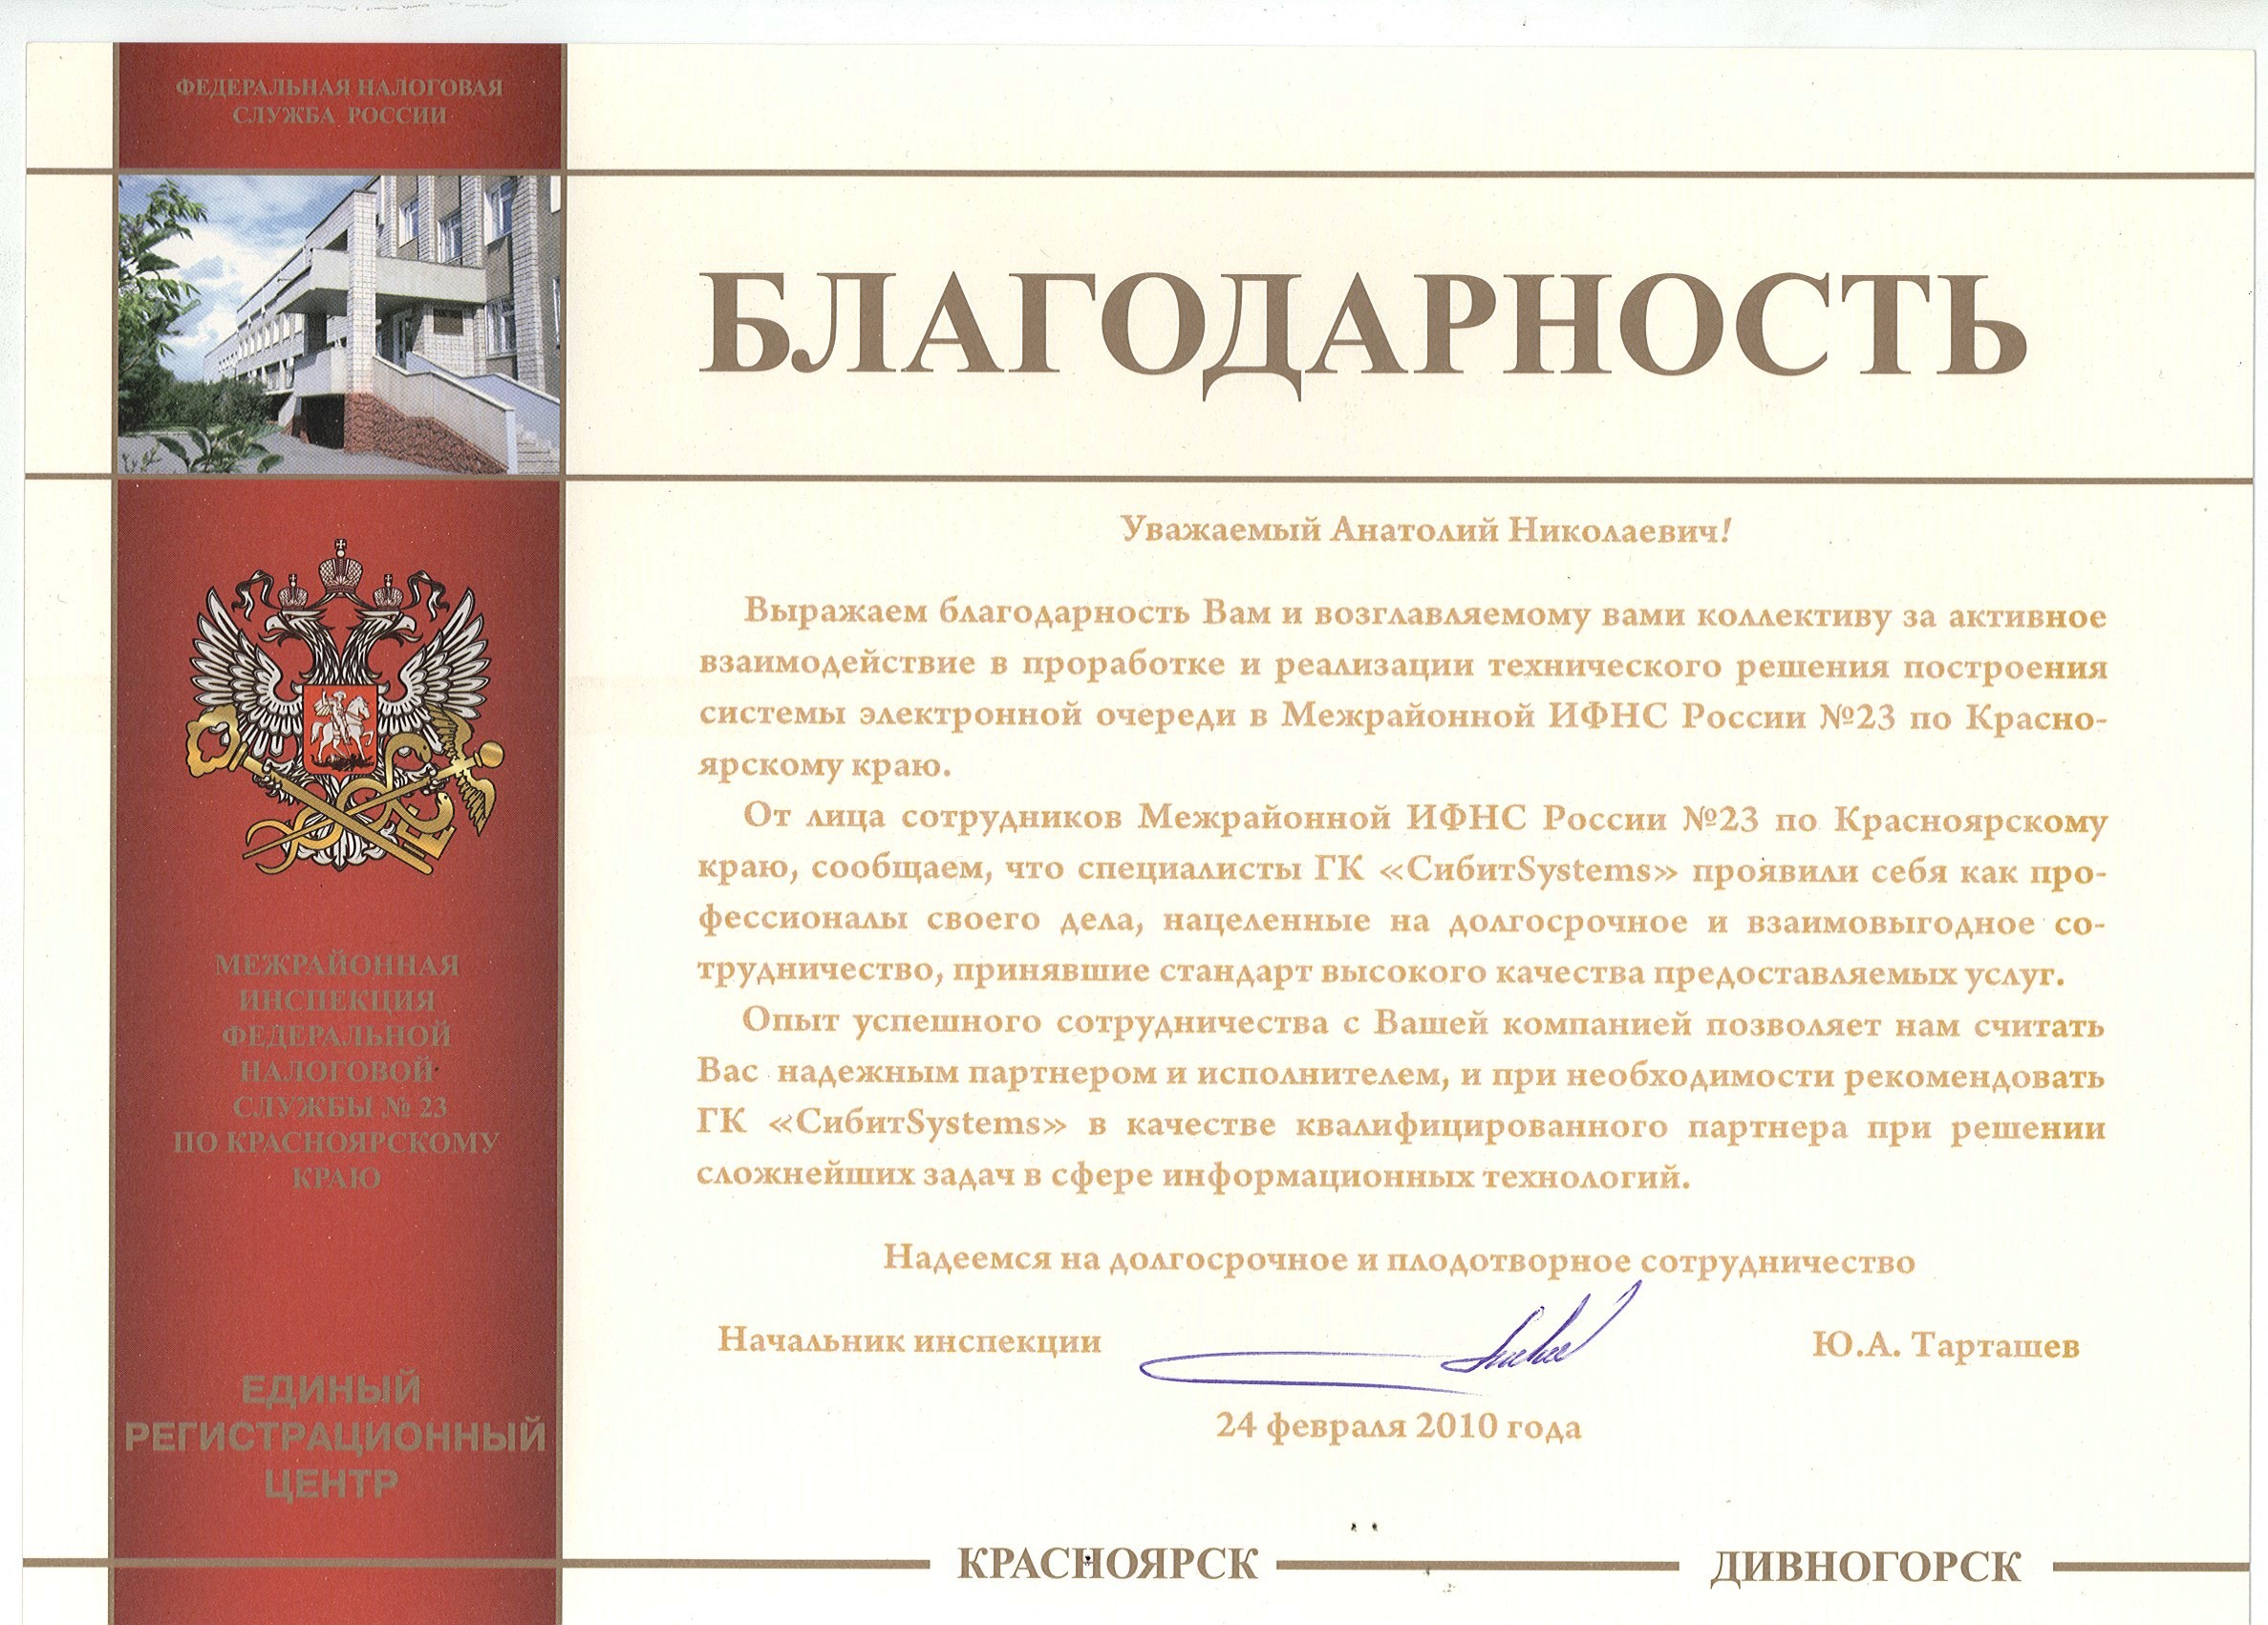 ФЕДЕРАЛЬНАЯ НАЛОГОВАЯ
СЛУЖБА РОССИИ
БЛАГОДАРНОСТЬ
Уважаемый Анатолий Николаевич!
Выражаем благодарность Вам и возглавляемому вами коллективу за активное
взаимодействие в проработке и реализации технического решения построения
системы электронной очереди в Межрайонной ИФНС России №23 по Красно-
ярскому краю.
От лица сотрудников Межрайонной ИФНС России №23 по Красноярскому
краю, сообщаем, что специалисты ГК «СибитSystems» проявили себя как про-
фессионалы своего дела, нацеленные на долгосрочное и взаимовыгодное со-
трудничество, принявшие стандарт высокого качества предоставляемых услуг.
Опыт успешного сотрудничества с Вашей компанией позволяет нам считать
Вас надежным партнером и исполнителем, и при необходимости рекомендовать
ГК «СибитSystems» в качестве квалифицированного партнера при решении
сложнейших задач в сфере информационных технологий.
Надеемся на долгосрочное и плодотворное сотрудничество
Начальник инспекции Ю.А. Тарташев
24 февраля 2010 года
МЕЖРАЙОННАЯ
ИНСПЕКЦИЯ
ФЕДЕРАЛЬНОЙ
НАЛОГОВОЙ
СЛУЖБЫ № 23
ПО КРАСНОЯРСКОМУ
КРАЮ
ЕДИНЫЙ
РЕГИСТРАЦИОННЫЙ
ЦЕНТР
КРАСНОЯРСК ДИВНОГОРСК